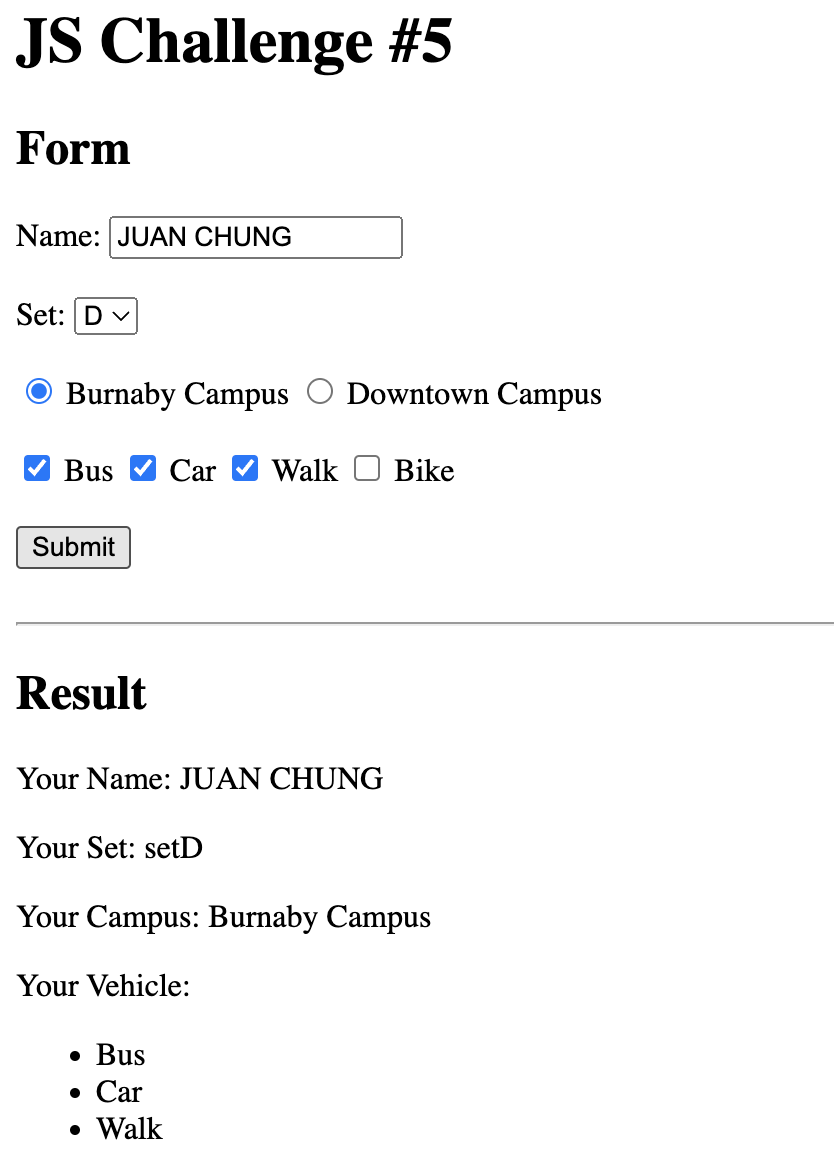 JS Challenge #5
Form
Name: JUAN CHUNG
Set: D
Burnaby Campus Downtown Campus
Bus Car Walk Bike
Submit
Result
Your Name: JUAN CHUNG
Your Set: setD
Your Campus: Burnaby Campus
Your Vehicle:
• Bus
• Car
• Walk